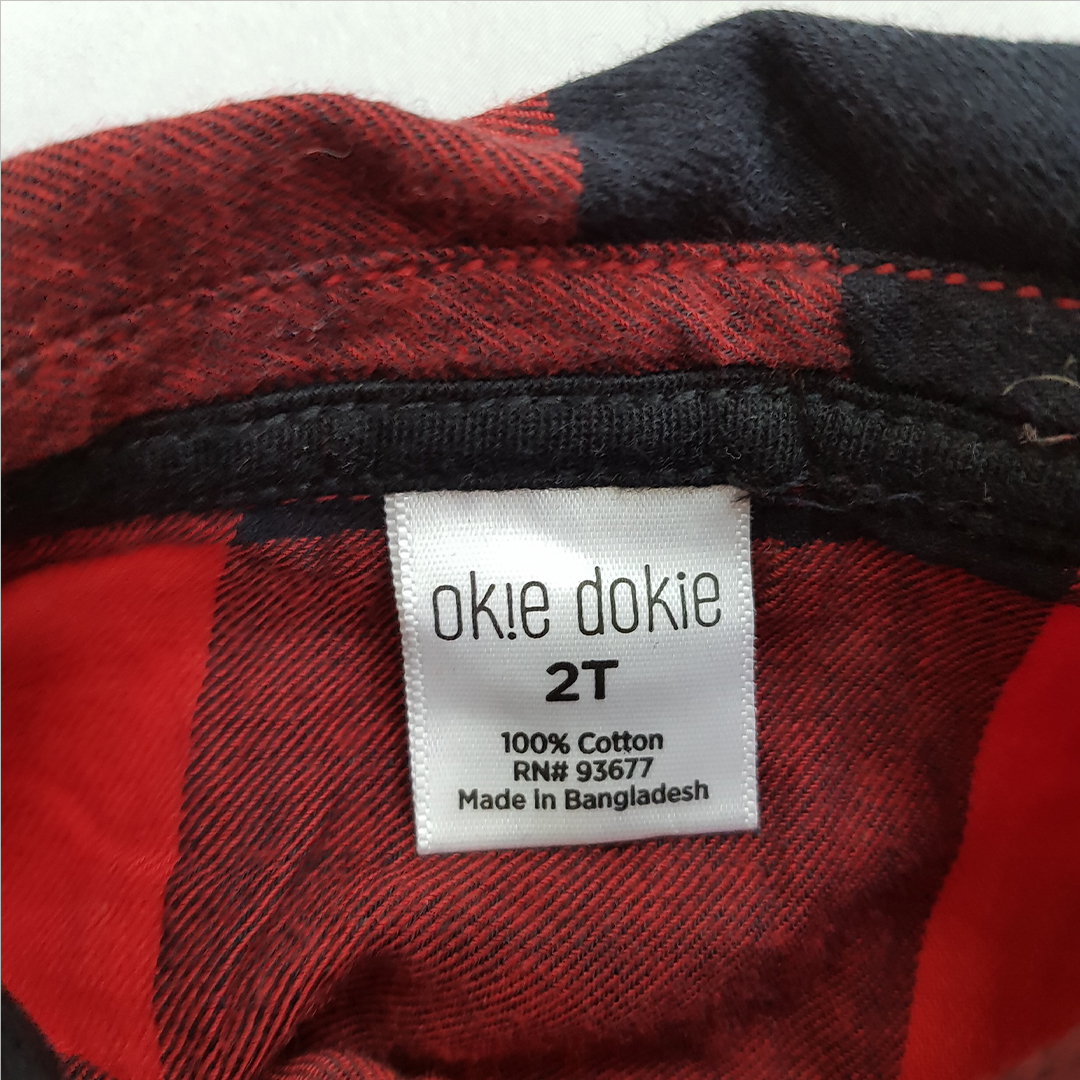 ok!e dokie
2T
100% Cotton
RN# 93677
Made in Bangladesh